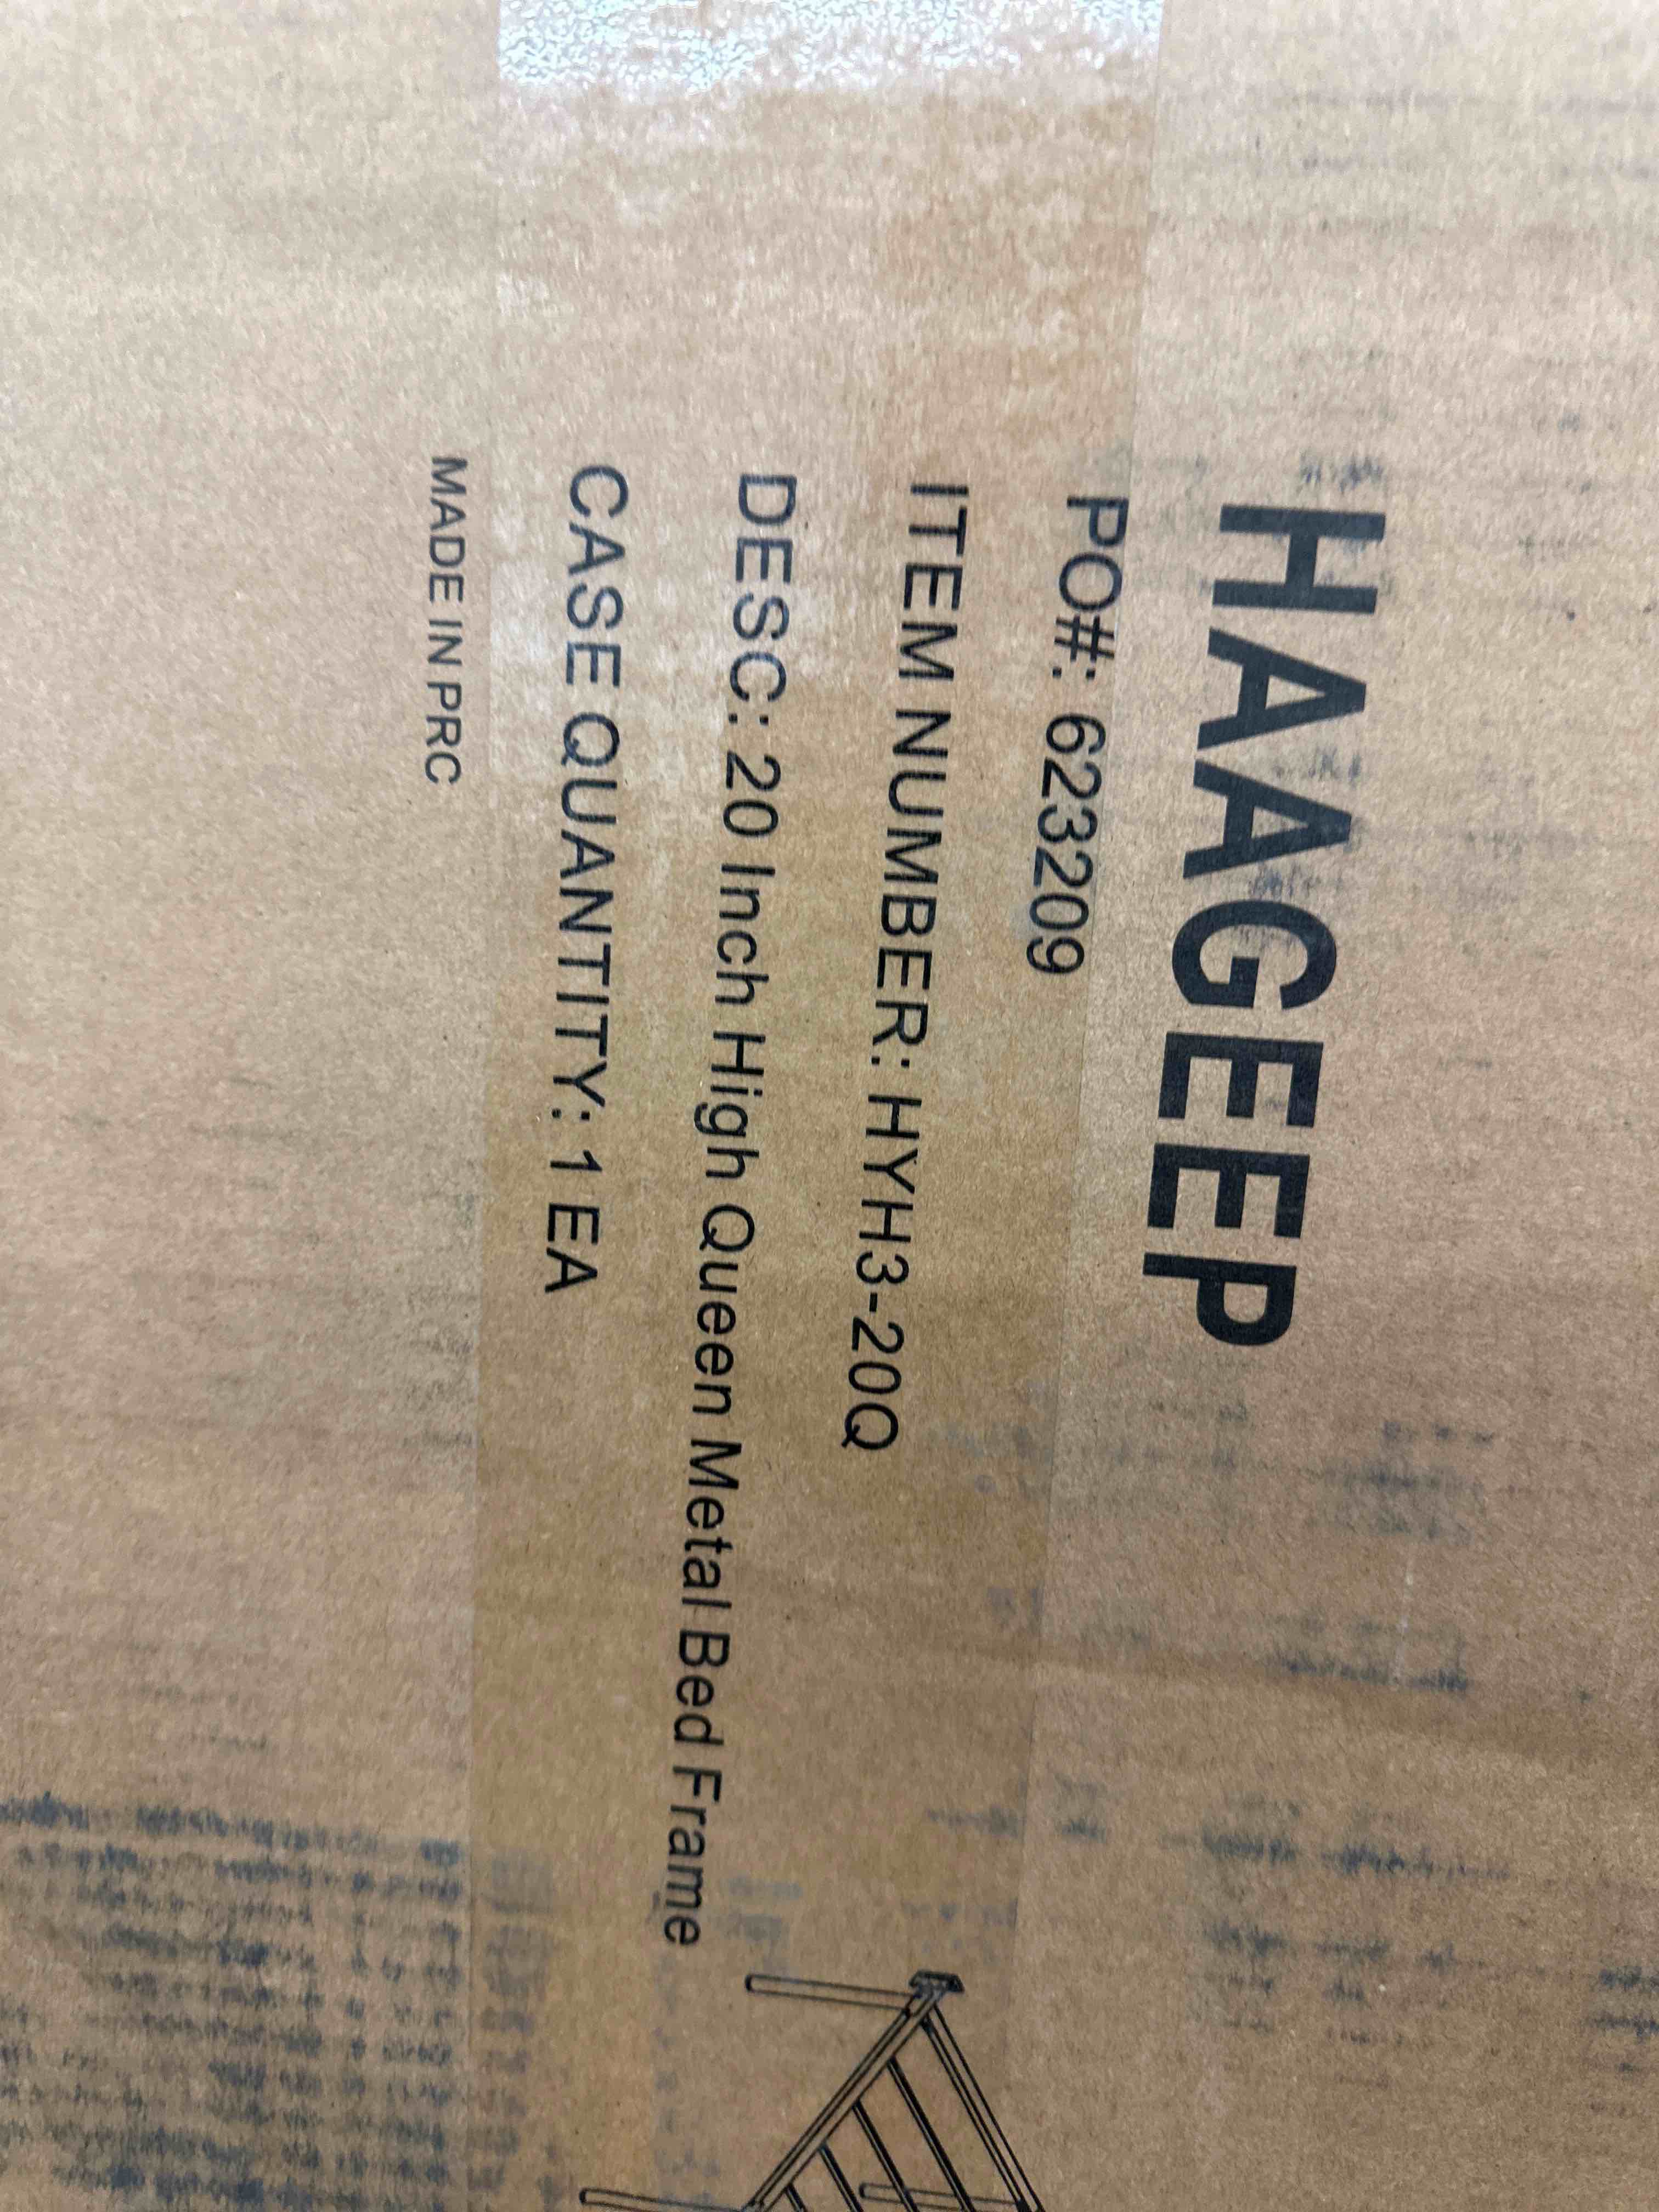 HAAGEEP
PO#: 623209
ITEM NUMBER: HYH3-20Q
DESC: 20 Inch High Queen Metal Bed Frame
CASE QUANTITY: 1 EA
MADE IN PRC